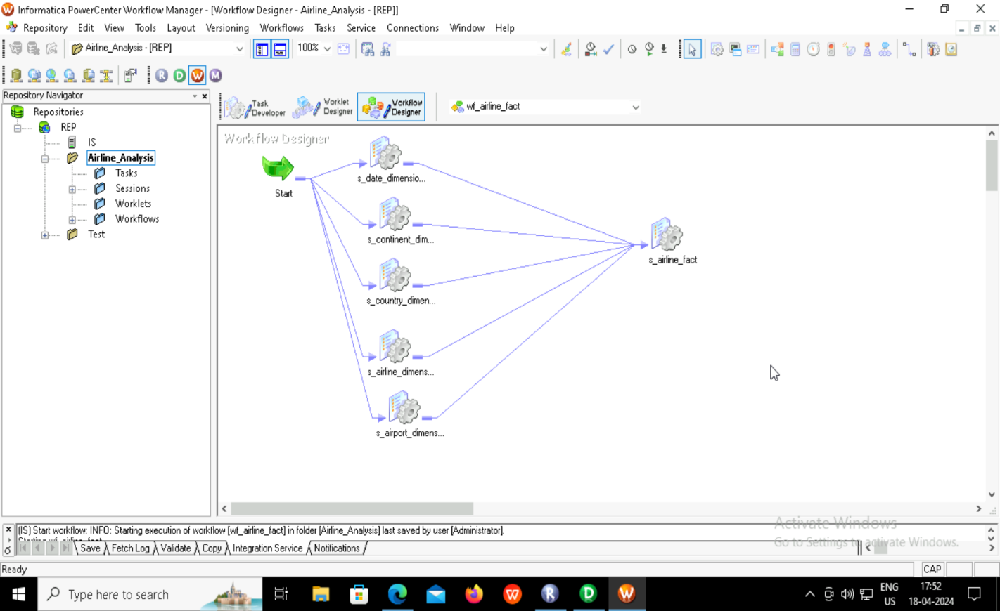 Informatica PowerCenter Workflow Manager - [Workflow Designer - Airline_Analysis - [REP]]
Repository Edit View Tools Layout Versioning Workflows Tasks Service Connections Window Help
Airline_Analysis - [REP]
100%
R D W M
Repository Navigator
Repositories
REP
IS
Airline_Analysis
Tasks
Sessions
Worklets
Workflows
Test
Task Developer
Worklet Designer
Workflow Designer
wf_airline_fact
Workflow Designer
Start
s_date_dimensio...
s_continent_dim...
s_country_dimen...
s_airline_dimens...
s_airport_dimens...
s_airline_fact
(IS) Start workflow: INFO: Starting execution of workflow [wf_airline_fact] in folder [Airline_Analysis] last saved by user [Administrator].
Save Fetch Log Validate Copy Integration Service Notifications
Activate Windows
Go to Settings to activate Windows.
Ready
CAP
Type here to search
R D W
ENG
US
17:52
18-04-2024